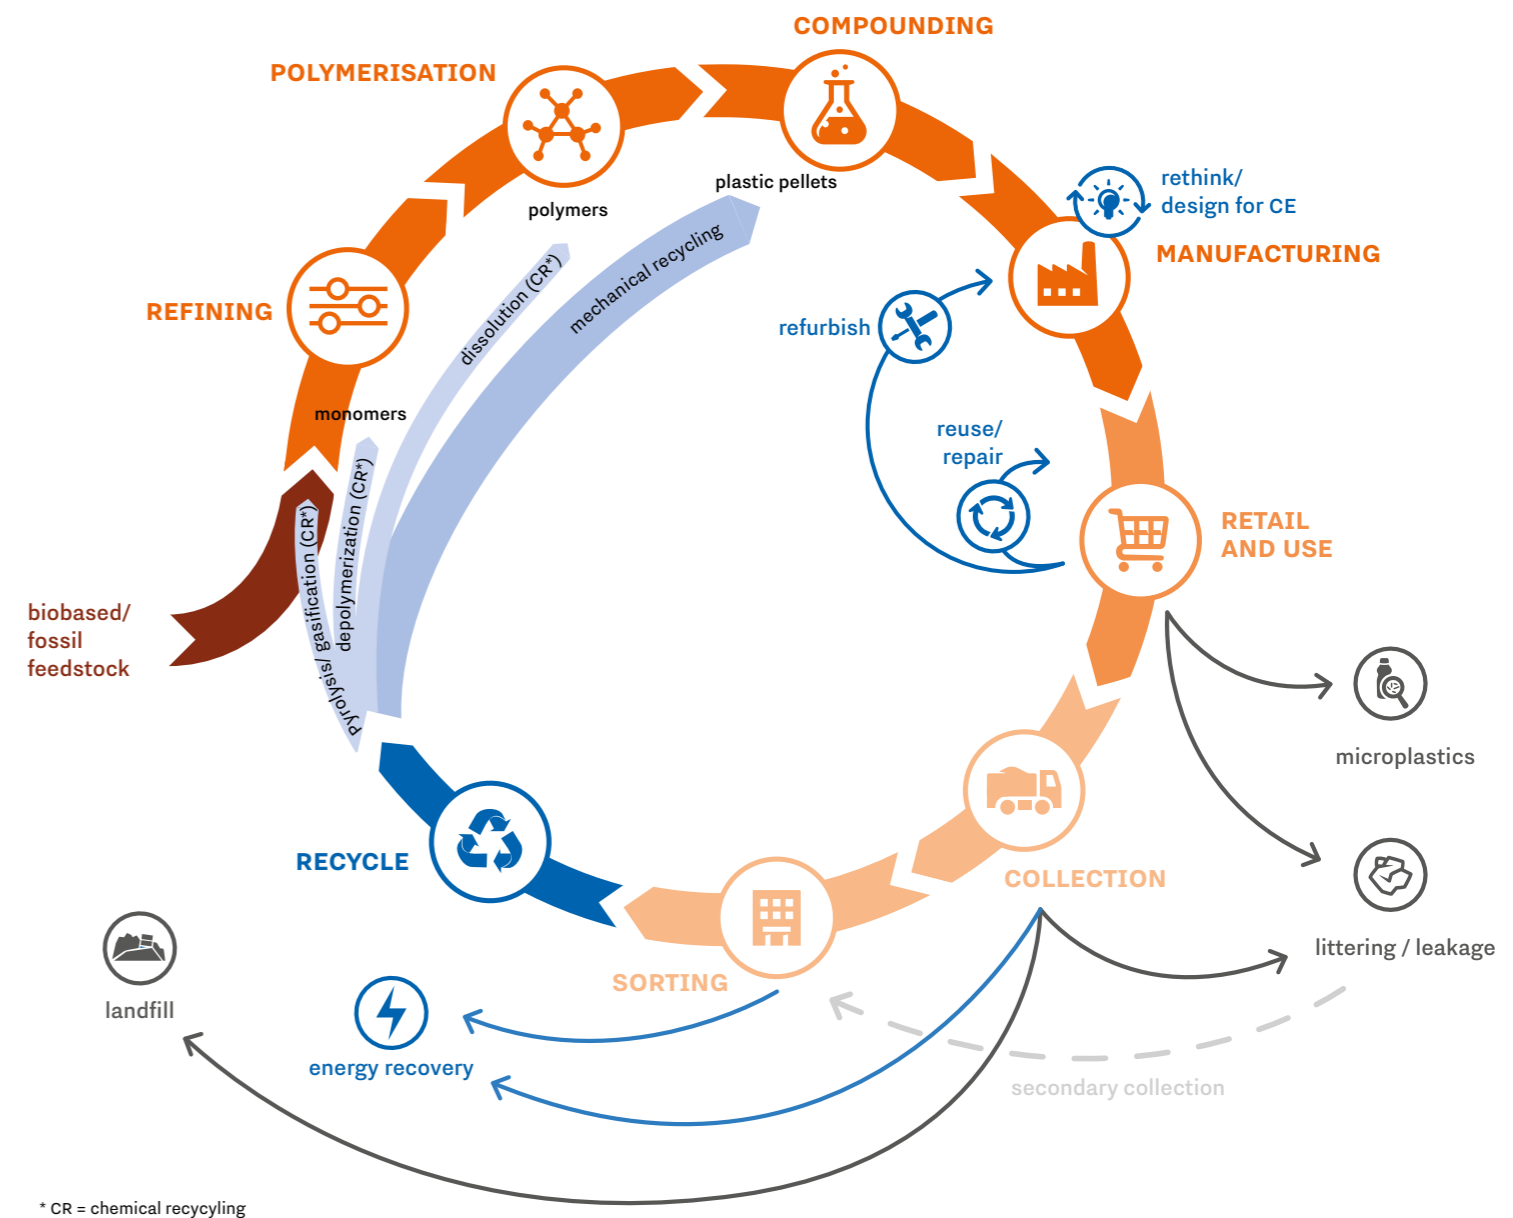 COMPOUNDING
POLYMERISATION
plastic pellets
rethink/
design for CE
polymers
MANUFACTURING
mechanical recycling
dissolution (CR*)
REFINING
refurbish
monomers
reuse/
repair
depolymerization (CR*)
Pyrolysis/ gasification (CR*)
RETAIL
AND USE
biobased/
fossil
feedstock
microplastics
RECYCLE
COLLECTION
littering / leakage
SORTING
landfill
energy recovery
secondary collection
* CR = chemical recycyling